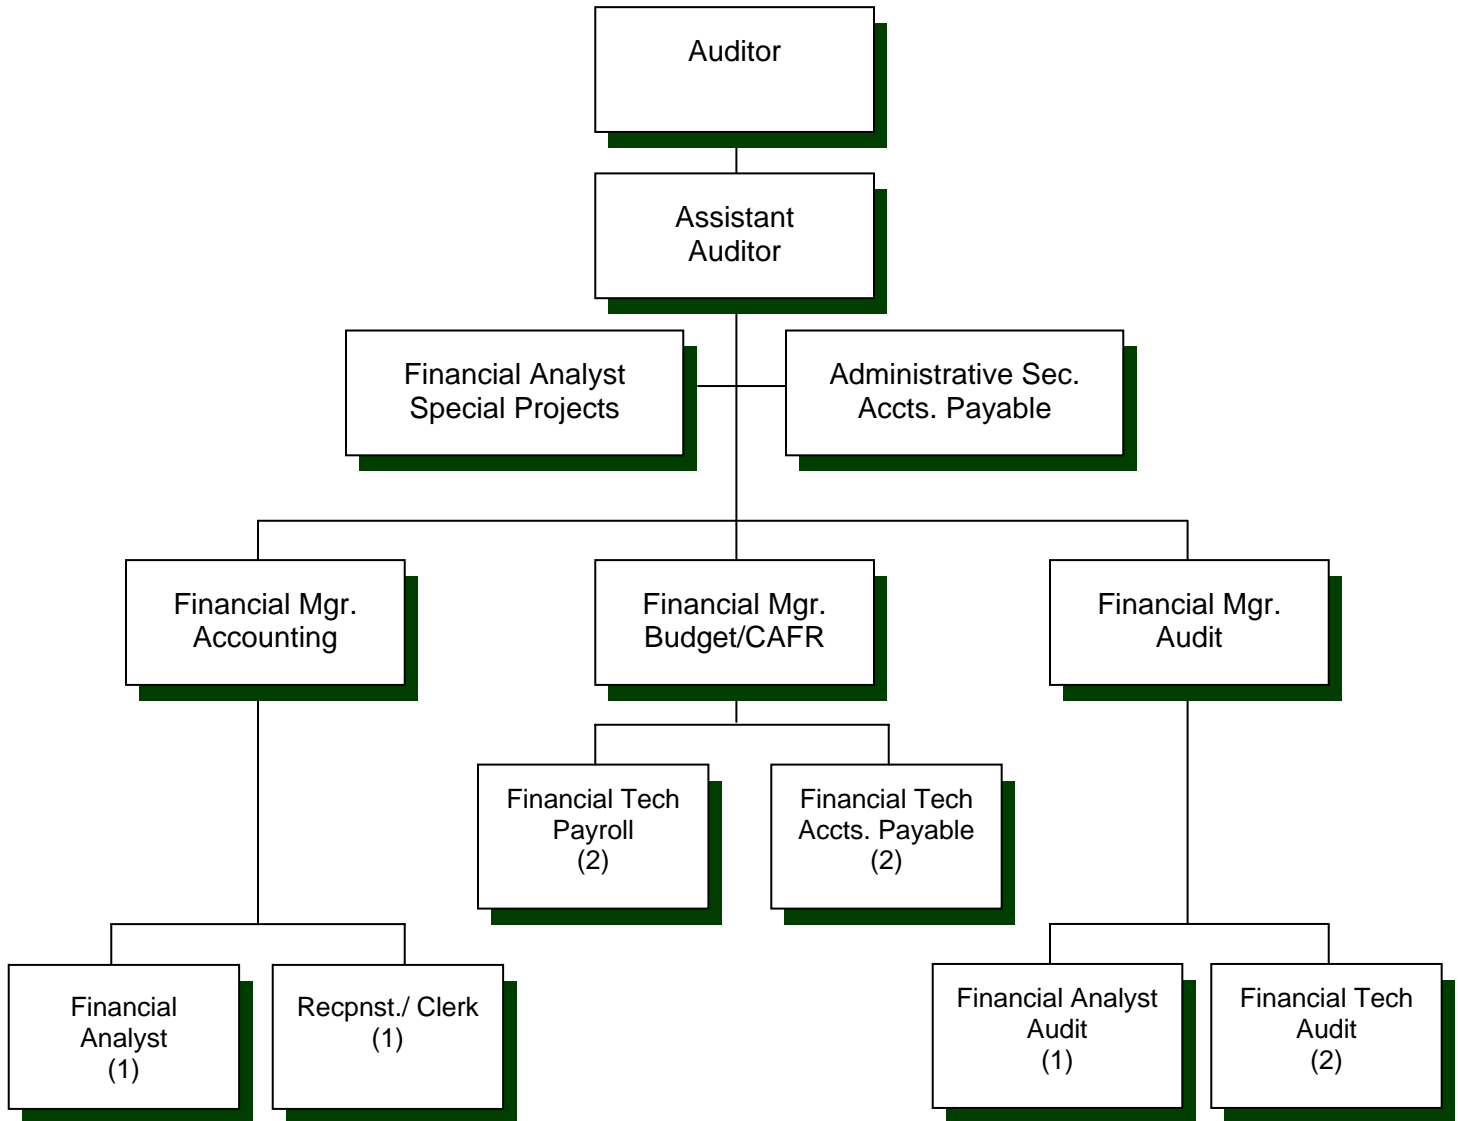 Auditor
Assistant
Auditor
Financial Analyst
Special Projects
Administrative Sec.
Accts. Payable
Financial Mgr.
Accounting
Financial Mgr.
Budget/CAFR
Financial Mgr.
Audit
Financial Tech
Payroll
(2)
Financial Tech
Accts. Payable
(2)
Financial
Analyst
(1)
Recpnst./ Clerk
(1)
Financial Analyst
Audit
(1)
Financial Tech
Audit
(2)